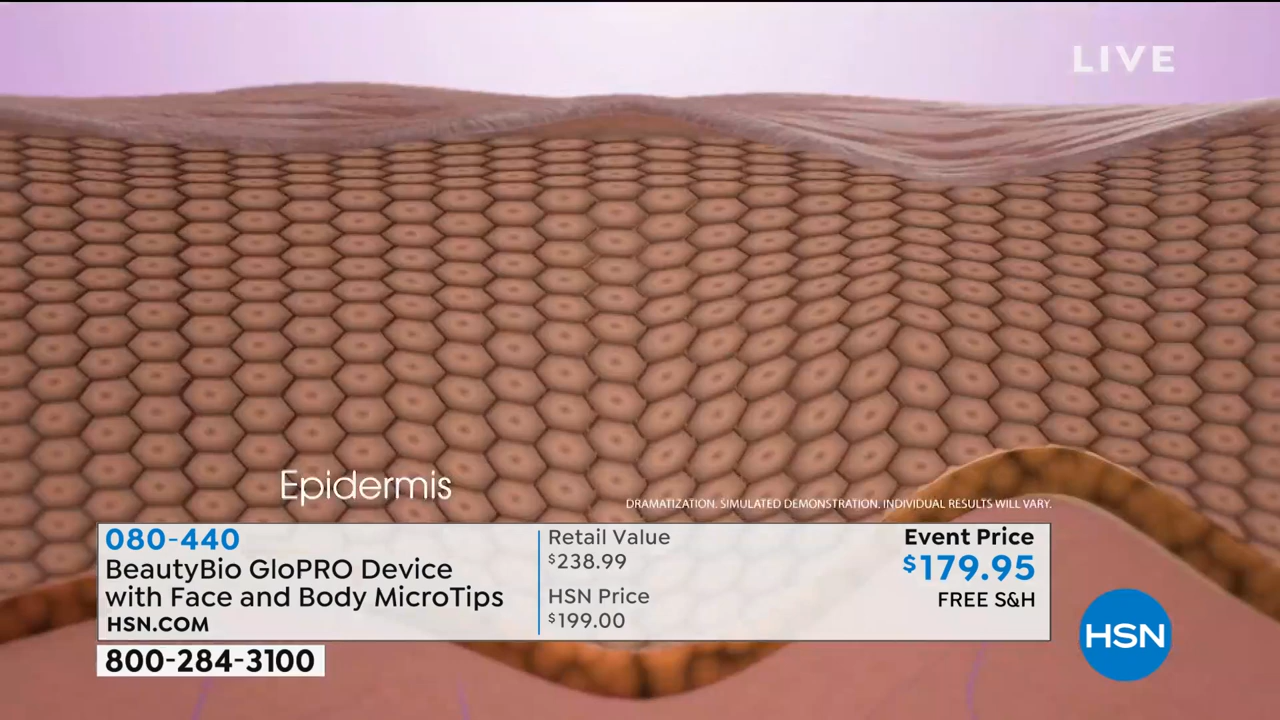 LIVE
Epidermis
DRAMATIZATION. SIMULATED DEMONSTRATION. INDIVIDUAL RESULTS WILL VARY.
080-440
BeautyBio GloPRO Device
with Face and Body MicroTips
HSN.COM
Retail Value
$238.99
HSN Price
$199.00
Event Price
$179.95
FREE S&H
800-284-3100
HSN